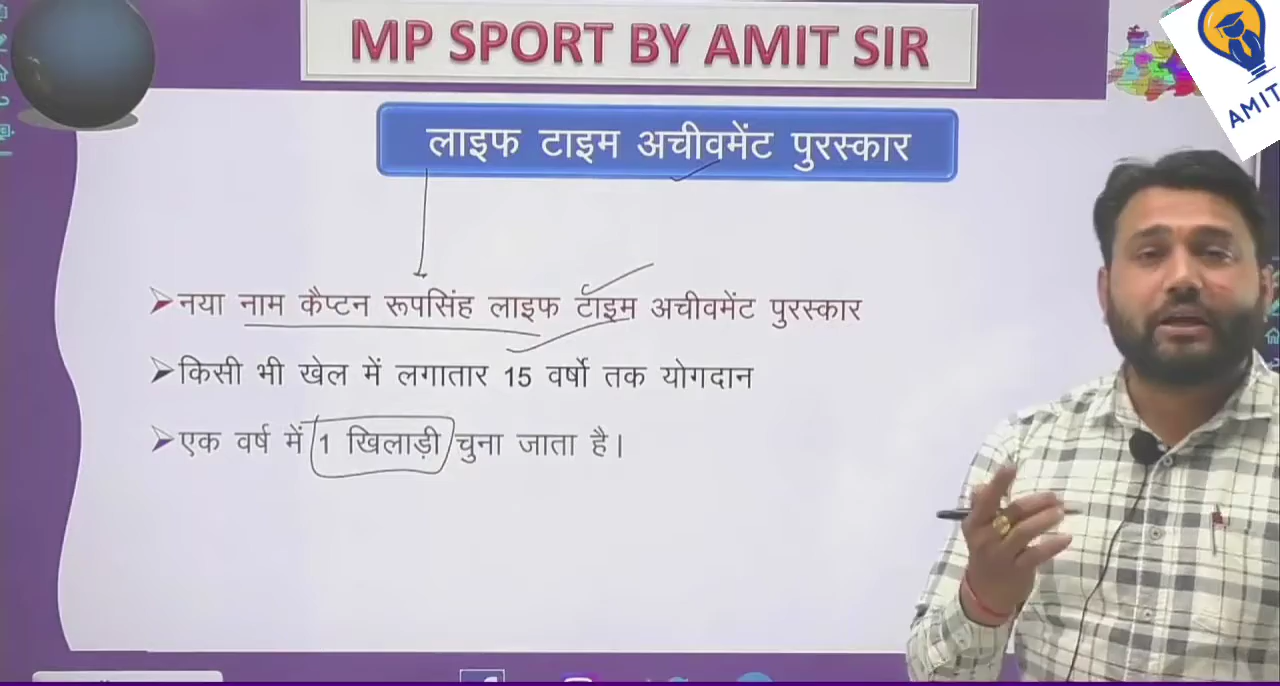 MP SPORT BY AMIT SIR
AMIT
लाइफ टाइम अचीवमेंट पुरस्कार
नया नाम कैप्टन रूपसिंह लाइफ टाइम अचीवमेंट पुरस्कार
किसी भी खेल में लगातार 15 वर्षो तक योगदान
एक वर्ष में 1 खिलाड़ी चुना जाता है।